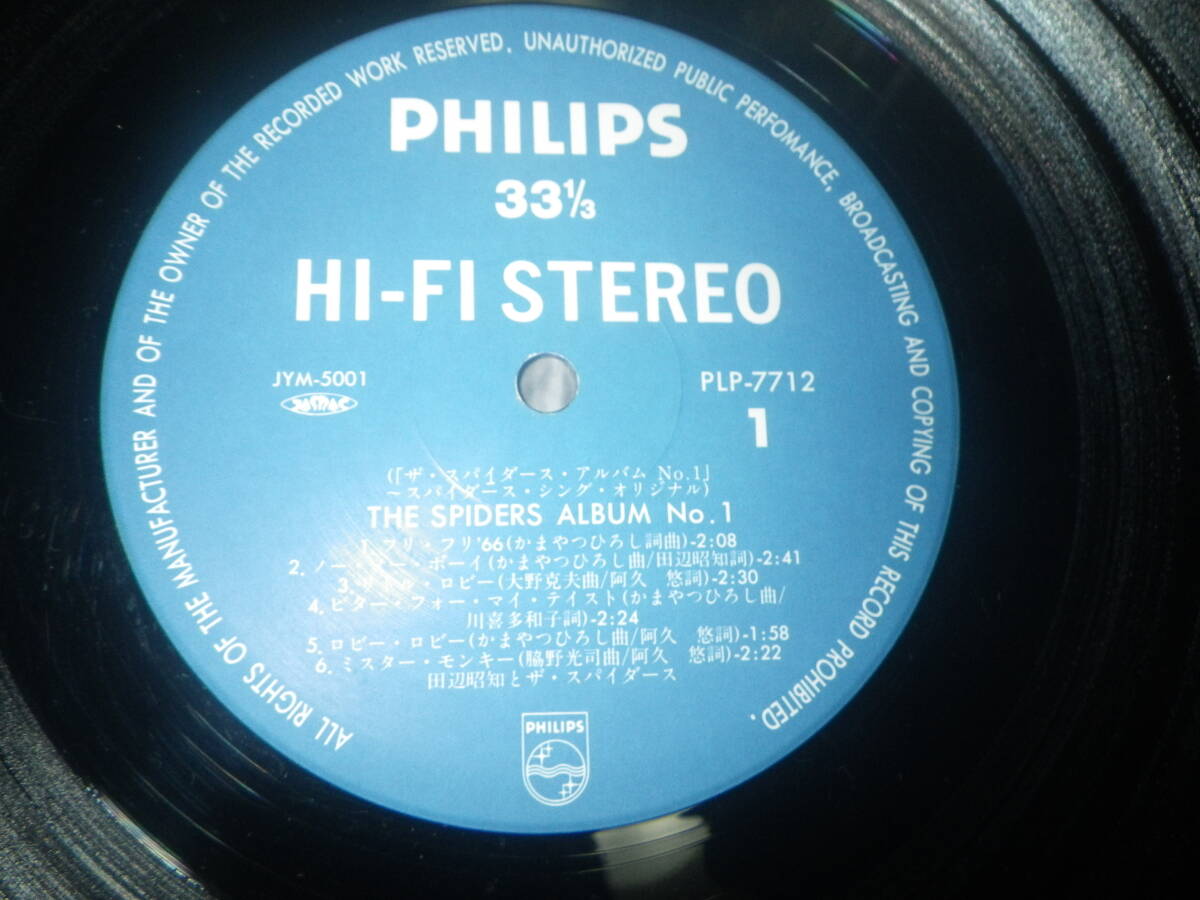 ALL RIGHTS OF THE MANUFACTURER AND OF THE OWNER OF THE RECORDED WORK RESERVED. UNAUTHORIZED PUBLIC PERFOMANCE, BROADCASTING AND COPYING OF THIS RECORD PROHIBITED.
PHILIPS
33⅓
HI-FI STEREO
JYM-5001
PLP-7712
JASRAC
1
(「ザ・スパイダース・アルバム No.1」
~スパイダース・シング・オリジナル)
THE SPIDERS ALBUM No.1
1. フリ・フリ'66(かまやつひろし詞曲)-2:08
2. ノー・ノー・ボーイ(かまやつひろし曲/田辺昭知詞)-2:41
3. ロビー(大野克夫曲/阿久 悠詞)-2:30
4. ビター・フォー・マイ・テイスト(かまやつひろし曲/
川喜多和子詞)-2:24
5. ロビー・ロビー(かまやつひろし曲/阿久 悠詞)-1:58
6. ミスター・モンキー(脇野光司曲/阿久 悠詞)-2:22
田辺昭知とザ・スパイダース
PHILIPS